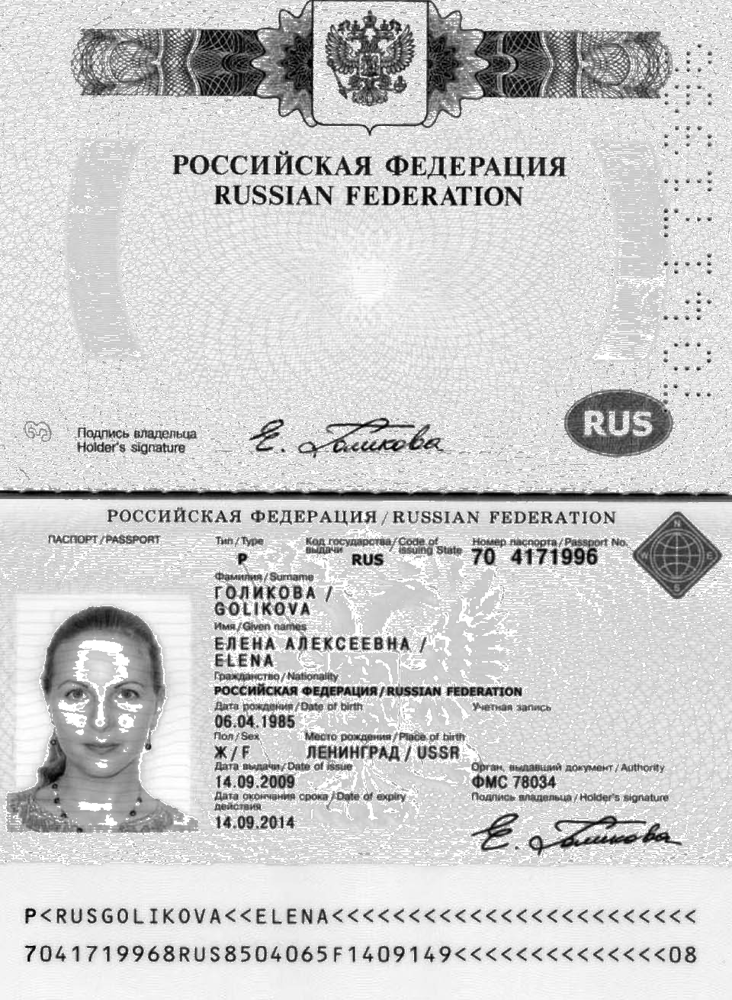 РОССИЙСКАЯ ФЕДЕРАЦИЯ
RUSSIAN FEDERATION
RUS
Подпись владельца
Holder's signature
Е. Голикова
РОССИЙСКАЯ ФЕДЕРАЦИЯ / RUSSIAN FEDERATION
ПАСПОРТ / PASSPORT
Тип / Type
Код государства / Code of
выдачи issuing State
Номер паспорта / Passport No.
P
RUS
70 4171996
Фамилия / Surname
ГОЛИКОВА /
GOLIKOVA
Имя / Given names
ЕЛЕНА АЛЕКСЕЕВНА /
ELENA
Гражданство / Nationality
РОССИЙСКАЯ ФЕДЕРАЦИЯ / RUSSIAN FEDERATION
Дата рождения / Date of birth
Учетная запись
06.04.1985
Пол / Sex
Место рождения / Place of birth
Ж / F
ЛЕНИНГРАД / USSR
Дата выдачи / Date of issue
Орган, выдавший документ / Authority
14.09.2009
ФМС 78034
Дата окончания срока / Date of expiry
действия
Подпись владельца / Holder's signature
14.09.2014
Е. Голикова
P<RUSGOLIKOVA<<ELENA<<<<<<<<<<<<<<<<<<<<<<<<
7041719968RUS8504065F1409149<<<<<<<<<<<<<<08